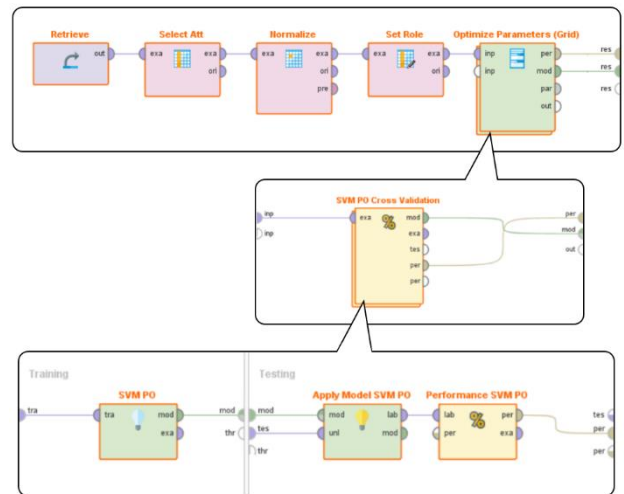 Retrieve Select Att Normalize Set Role Optimize Parameters (Grid)
out exa exa exa exa exa exa inp per res
ori ori ori inp mod res
pre par res
out
SVM PO Cross Validation
inp exa mod per
inp exa mod
tes out
per
per
Training Testing
SVM PO Apply Model SVM PO Performance SVM PO
tra tra mod mod mod mod lab lab per tes
exa thr tes unl mod per exa per
thr per